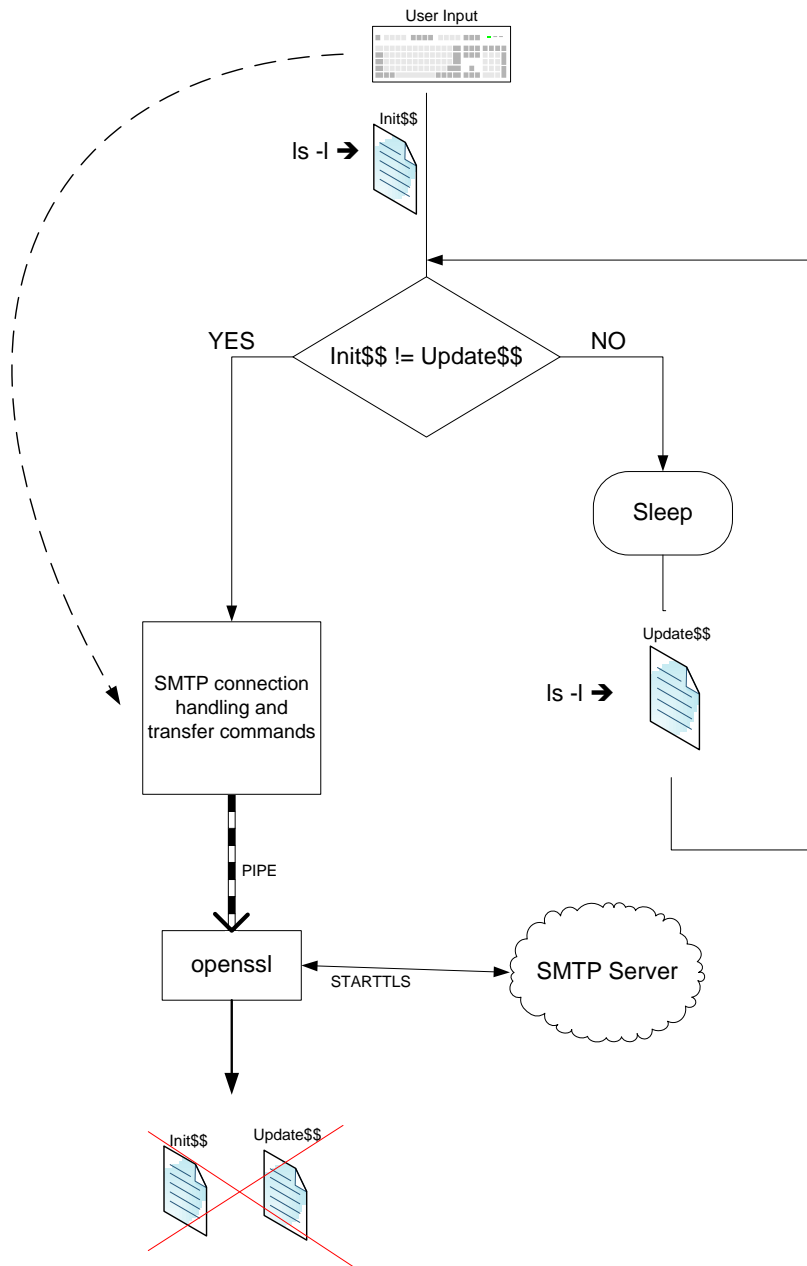 User Input
Init$$
ls -l ➔
YES
Init$$ != Update$$
NO
Sleep
Update$$
ls -l ➔
SMTP connection
handling and
transfer commands
PIPE
openssl
STARTTLS
SMTP Server
Init$$
Update$$